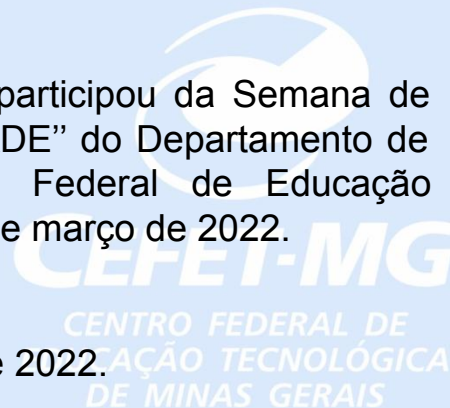 participou da Semana de
DE’’ do Departamento de
Federal de Educação
e março de 2022.
CEFET-MG
CENTRO FEDERAL DE
EDUCAÇÃO TECNOLÓGICA
e 2022.
DE MINAS GERAIS